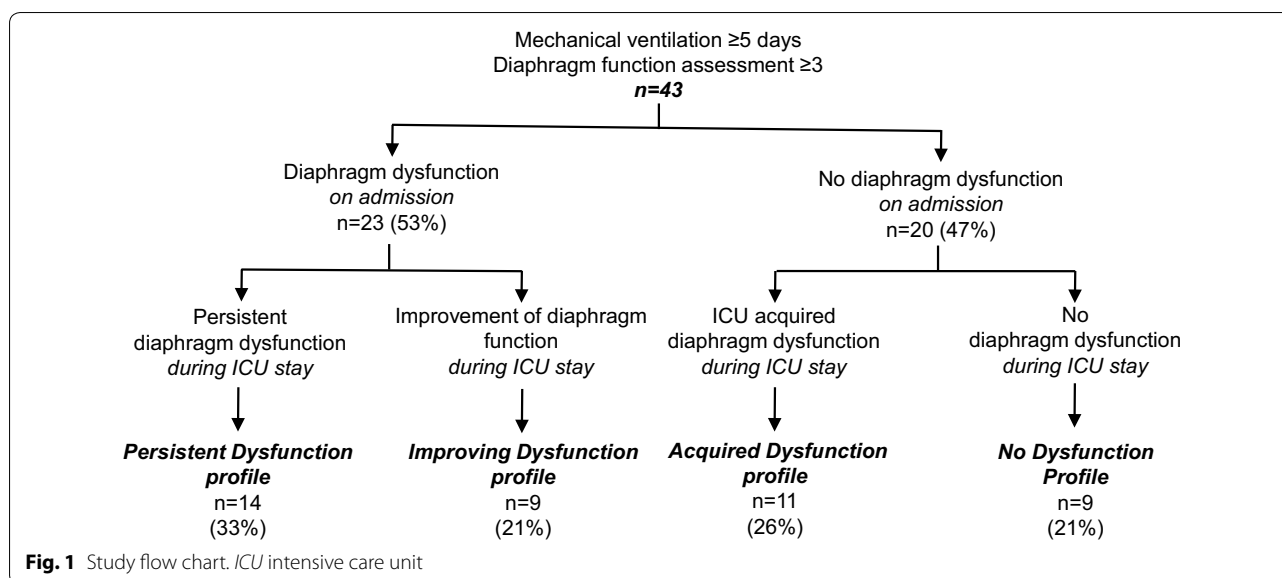 Mechanical ventilation ≥5 days
Diaphragm function assessment ≥3
n=43
Diaphragm dysfunction
on admission
n=23 (53%)
No diaphragm dysfunction
on admission
n=20 (47%)
Persistent
diaphragm dysfunction
during ICU stay
Improvement of diaphragm
function
during ICU stay
ICU acquired
diaphragm dysfunction
during ICU stay
No
diaphragm dysfunction
during ICU stay
Persistent Dysfunction
profile
n=14
(33%)
Improving Dysfunction
profile
n=9
(21%)
Acquired Dysfunction
profile
n=11
(26%)
No Dysfunction
Profile
n=9
(21%)
Fig. 1 Study flow chart. ICU intensive care unit